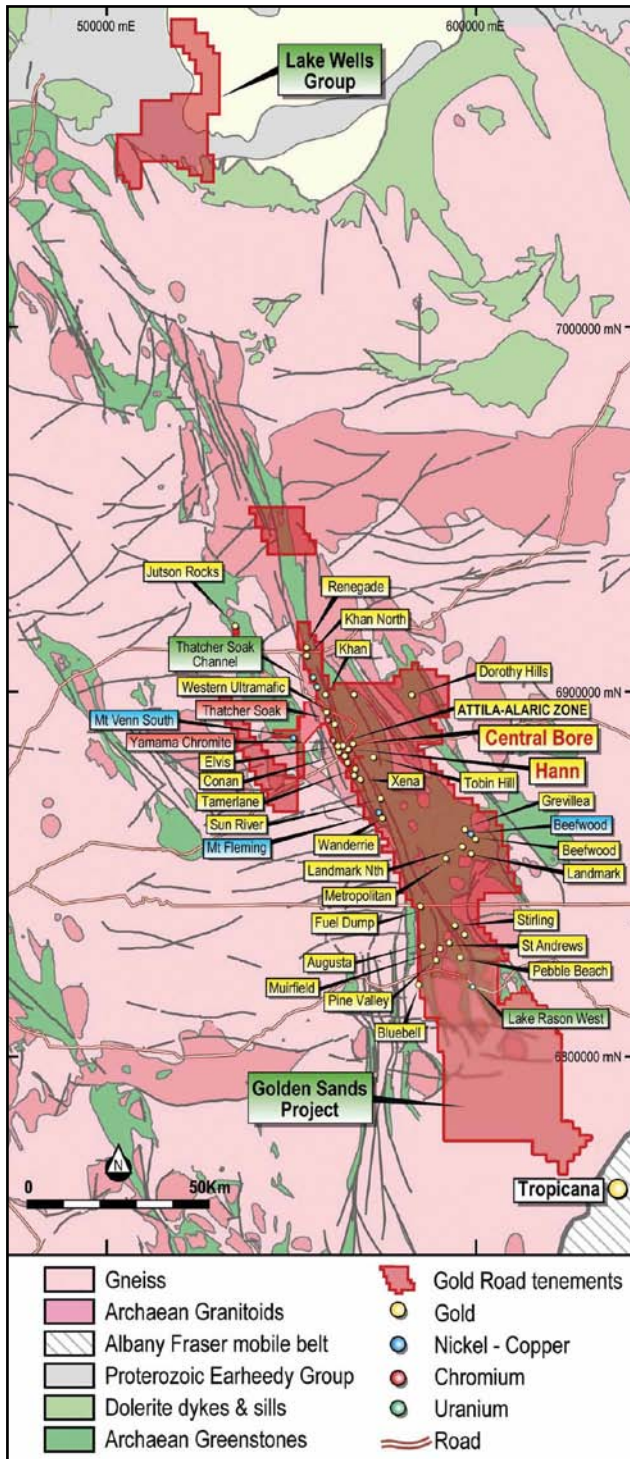 500000 mE
600000 mE
Lake Wells
Group
7000000 mN
Jutson Rocks
Renegade
Khan North
Thatcher Soak
Channel
Khan
Western Ultramafic
Dorothy Hills
6900000 mN
Mt Venn South
Thatcher Soak
ATTILA-ALARIC ZONE
Yamama Chromite
Central Bore
Elvis
Hann
Conan
Xena
Tobin Hill
Tamerlane
Grevillea
Sun River
Wanderrie
Beefwood
Mt Fleming
Beefwood
Landmark Nth
Landmark
Metropolitan
Fuel Dump
Stirling
St Andrews
Augusta
Pebble Beach
Muirfield
Pine Valley
Lake Rason West
Bluebell
6800000 mN
Golden Sands
Project
N
0
50Km
Tropicana
Gneiss
Gold Road tenements
Archaean Granitoids
Gold
Albany Fraser mobile belt
Nickel - Copper
Proterozoic Earheedy Group
Chromium
Dolerite dykes & sills
Uranium
Archaean Greenstones
Road